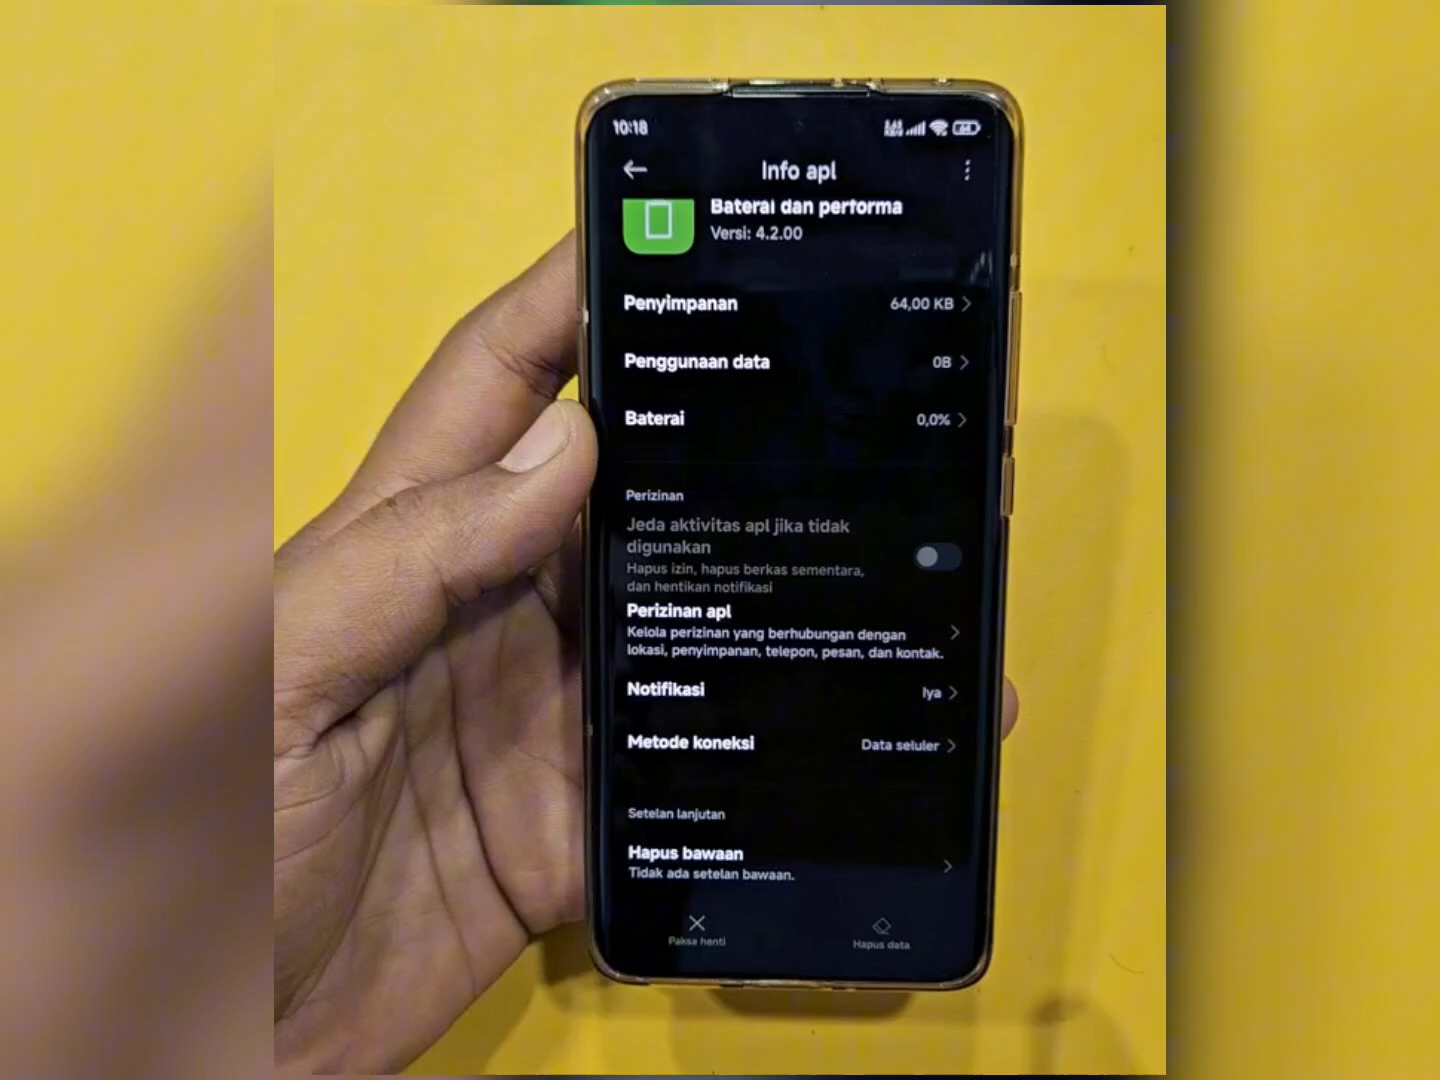 10:18
Info apl
Baterai dan performa
Versi: 4.2.00
Penyimpanan 64,00 KB
Penggunaan data 0B
Baterai 0,0%
Perizinan
Jeda aktivitas apl jika tidak
digunakan
Hapus izin, hapus berkas sementara,
dan hentikan notifikasi
Perizinan apl
Kelola perizinan yang berhubungan dengan
lokasi, penyimpanan, telepon, pesan, dan kontak.
Notifikasi Iya
Metode koneksi Data seluler
Setelan lanjutan
Hapus bawaan
Tidak ada setelan bawaan.
Paksa henti Hapus data